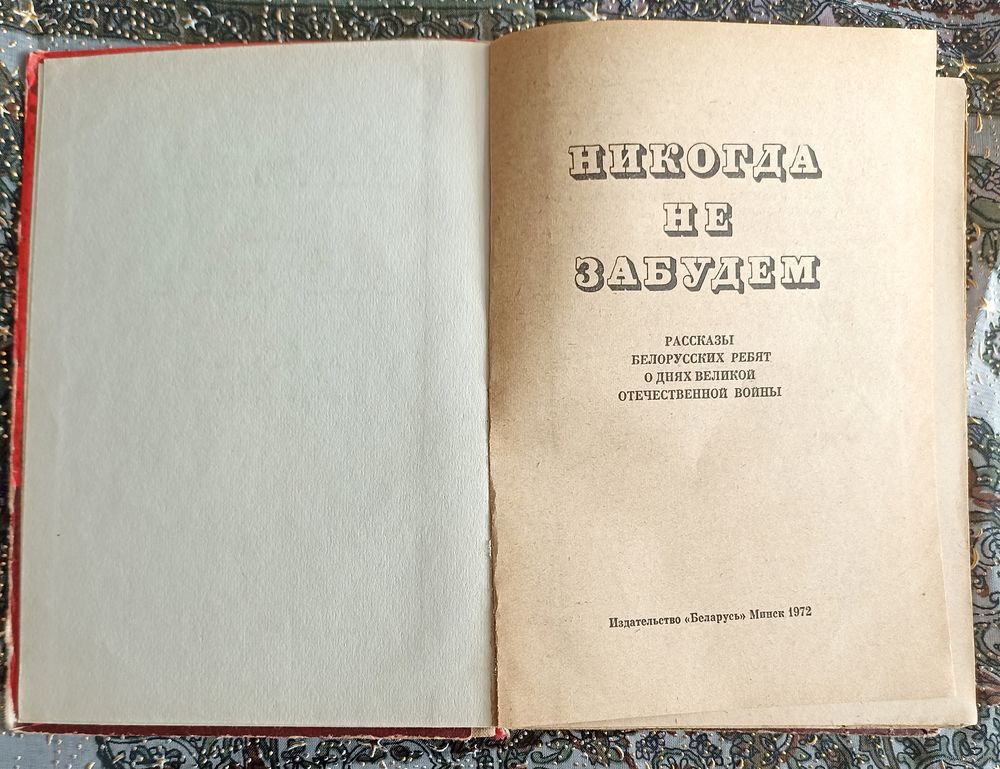 НИКОГДА
НЕ
ЗАБУДЕМ
РАССКАЗЫ
БЕЛОРУССКИХ РЕБЯТ
О ДНЯХ ВЕЛИКОЙ
ОТЕЧЕСТВЕННОЙ ВОЙНЫ
Издательство «Беларусь» Минск 1972